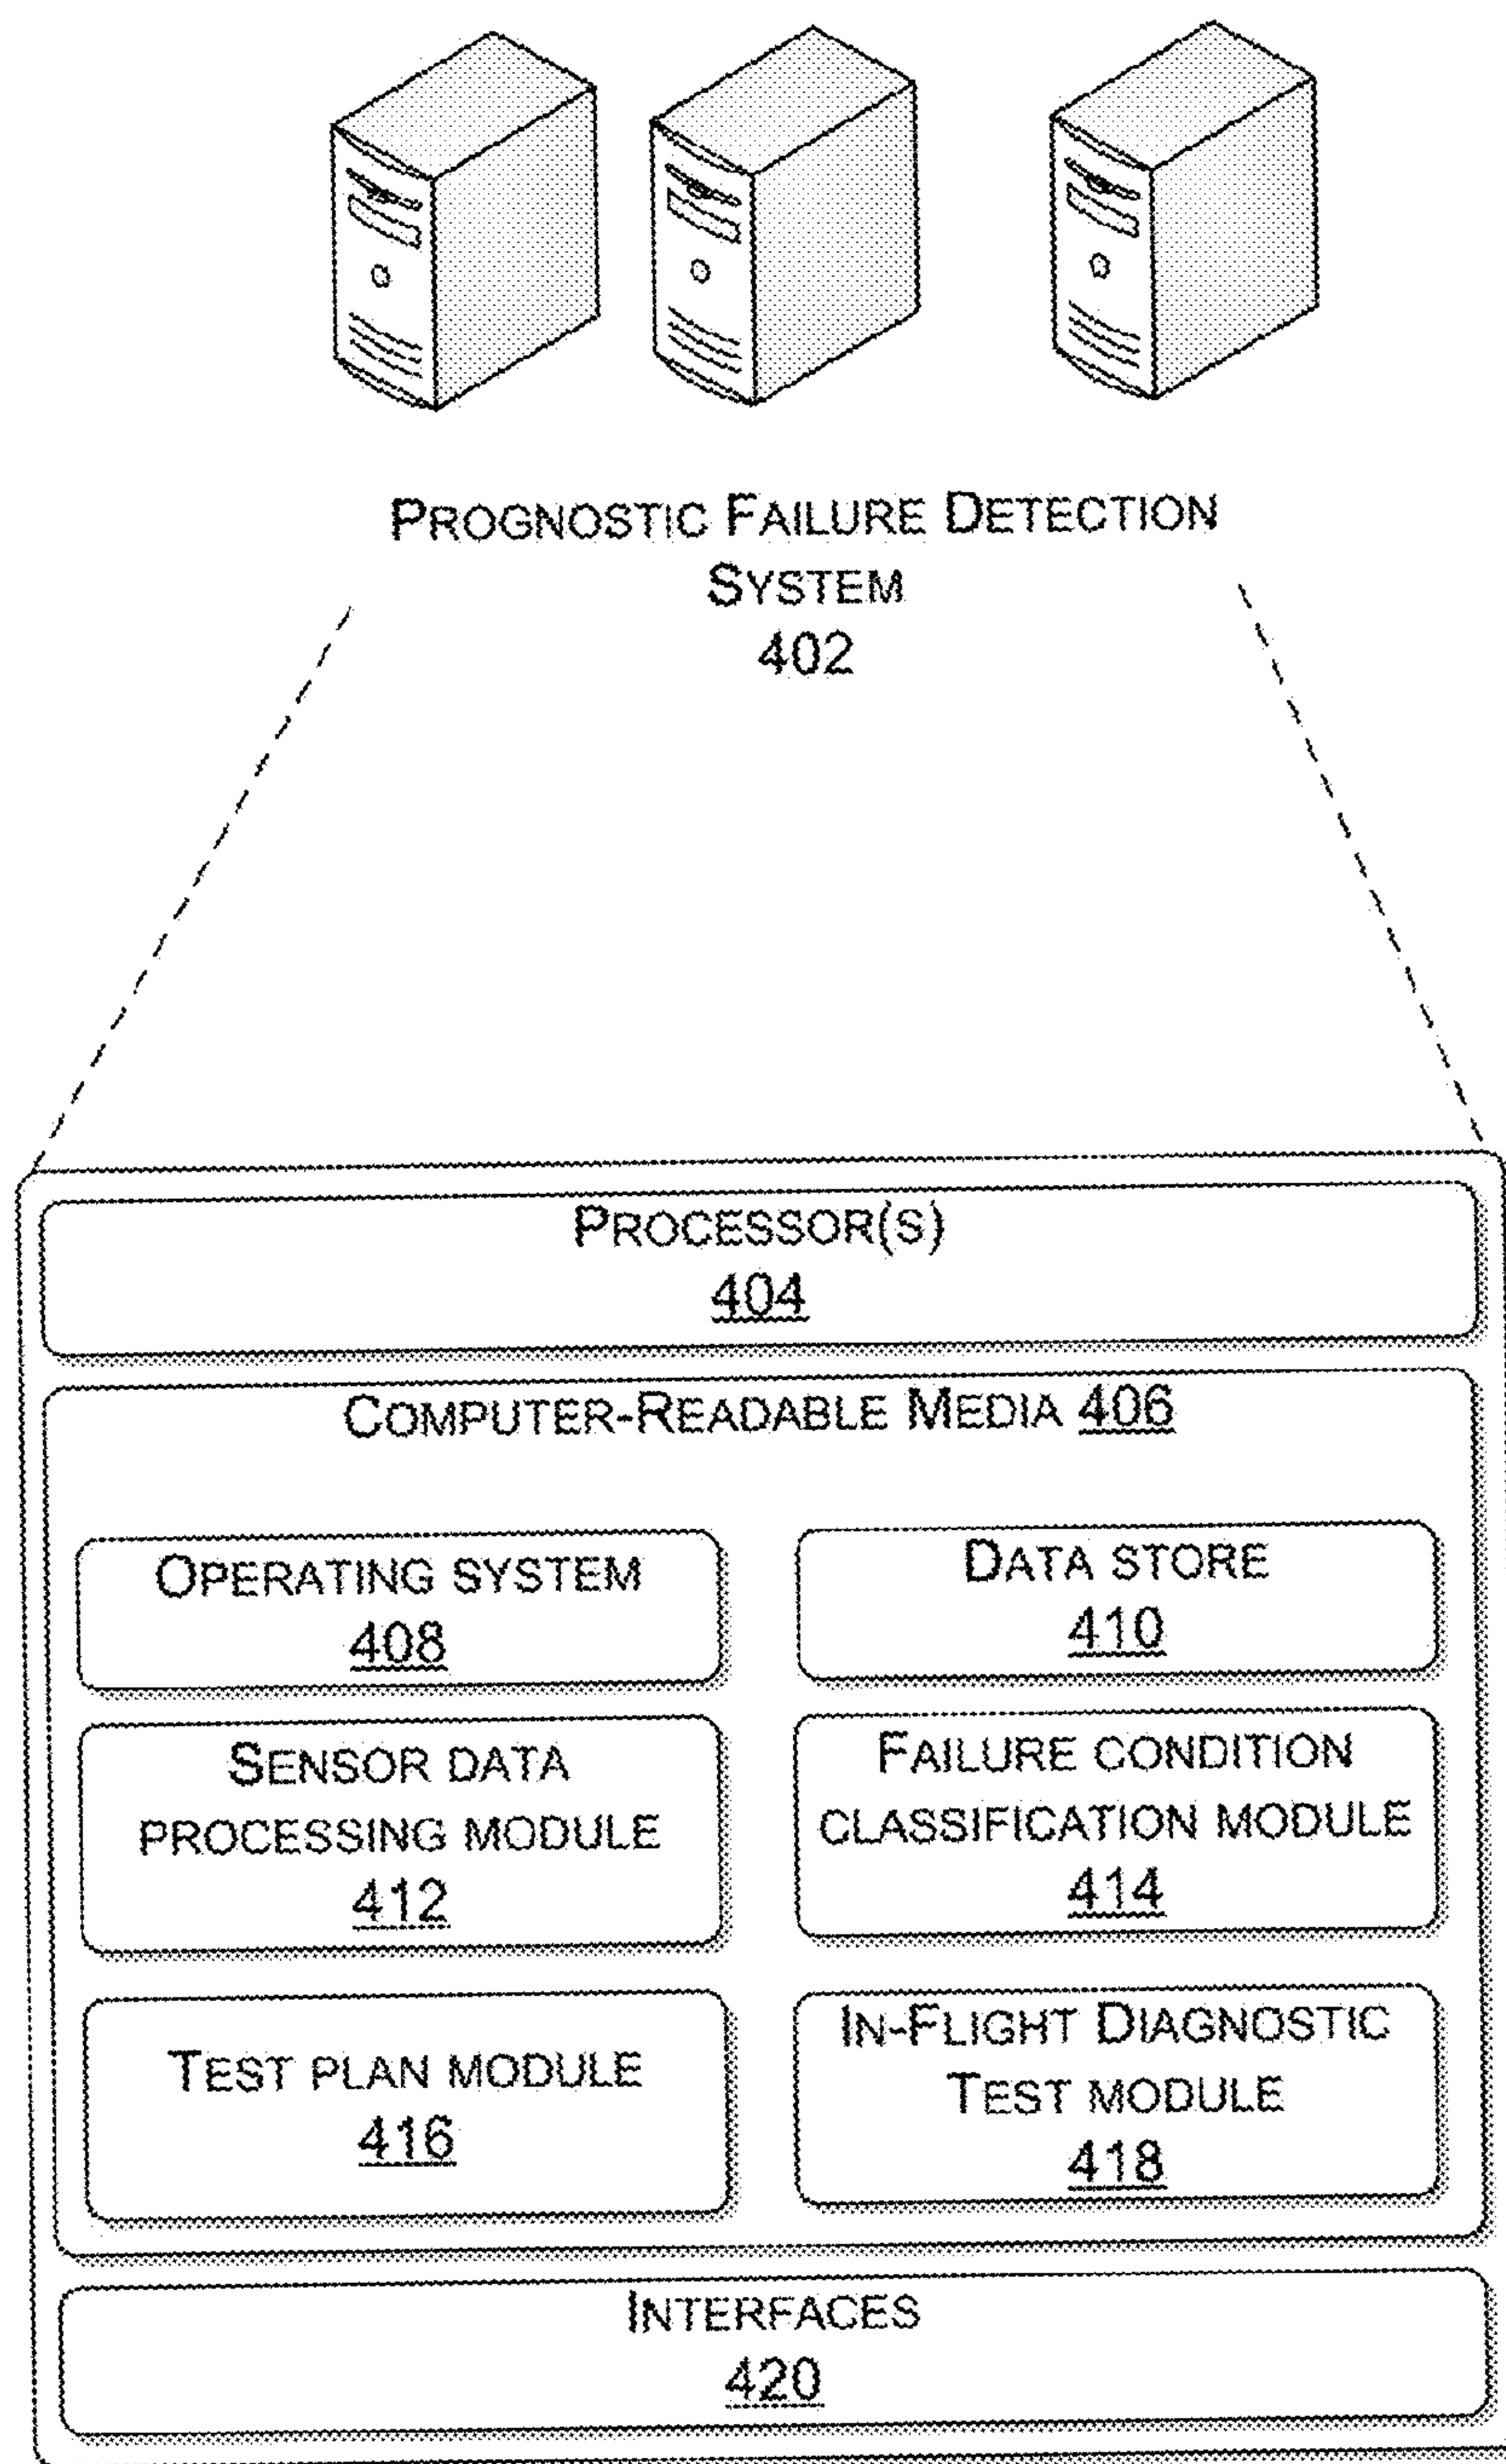 PROGNOSTIC FAILURE DETECTION
SYSTEM
402
PROCESSOR(S)
404
COMPUTER-READABLE MEDIA 406
OPERATING SYSTEM
408
DATA STORE
410
SENSOR DATA
PROCESSING MODULE
412
FAILURE CONDITION
CLASSIFICATION MODULE
414
TEST PLAN MODULE
416
IN-FLIGHT DIAGNOSTIC
TEST MODULE
418
INTERFACES
420